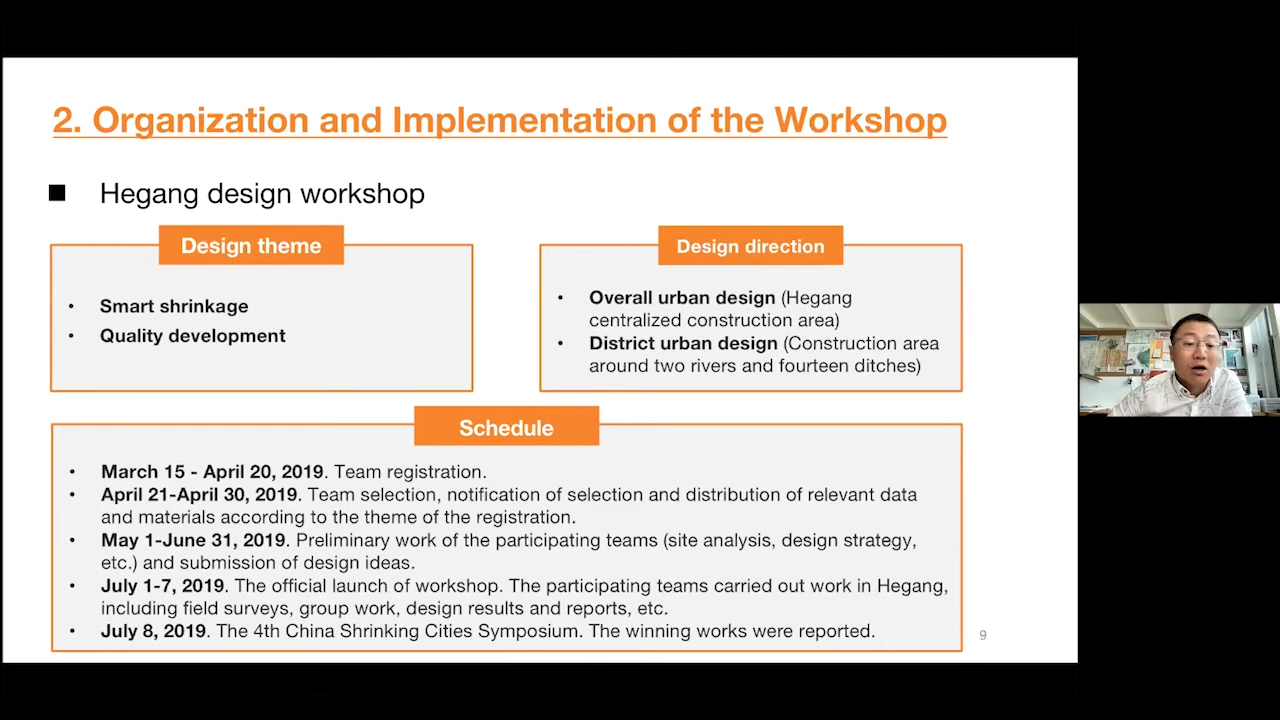 2. Organization and Implementation of the Workshop
■ Hegang design workshop
Design theme
• Smart shrinkage
• Quality development
Design direction
• Overall urban design (Hegang
centralized construction area)
• District urban design (Construction area
around two rivers and fourteen ditches)
Schedule
• March 15 - April 20, 2019. Team registration.
• April 21-April 30, 2019. Team selection, notification of selection and distribution of relevant data
and materials according to the theme of the registration.
• May 1-June 31, 2019. Preliminary work of the participating teams (site analysis, design strategy,
etc.) and submission of design ideas.
• July 1-7, 2019. The official launch of workshop. The participating teams carried out work in Hegang,
including field surveys, group work, design results and reports, etc.
• July 8, 2019. The 4th China Shrinking Cities Symposium. The winning works were reported.
9